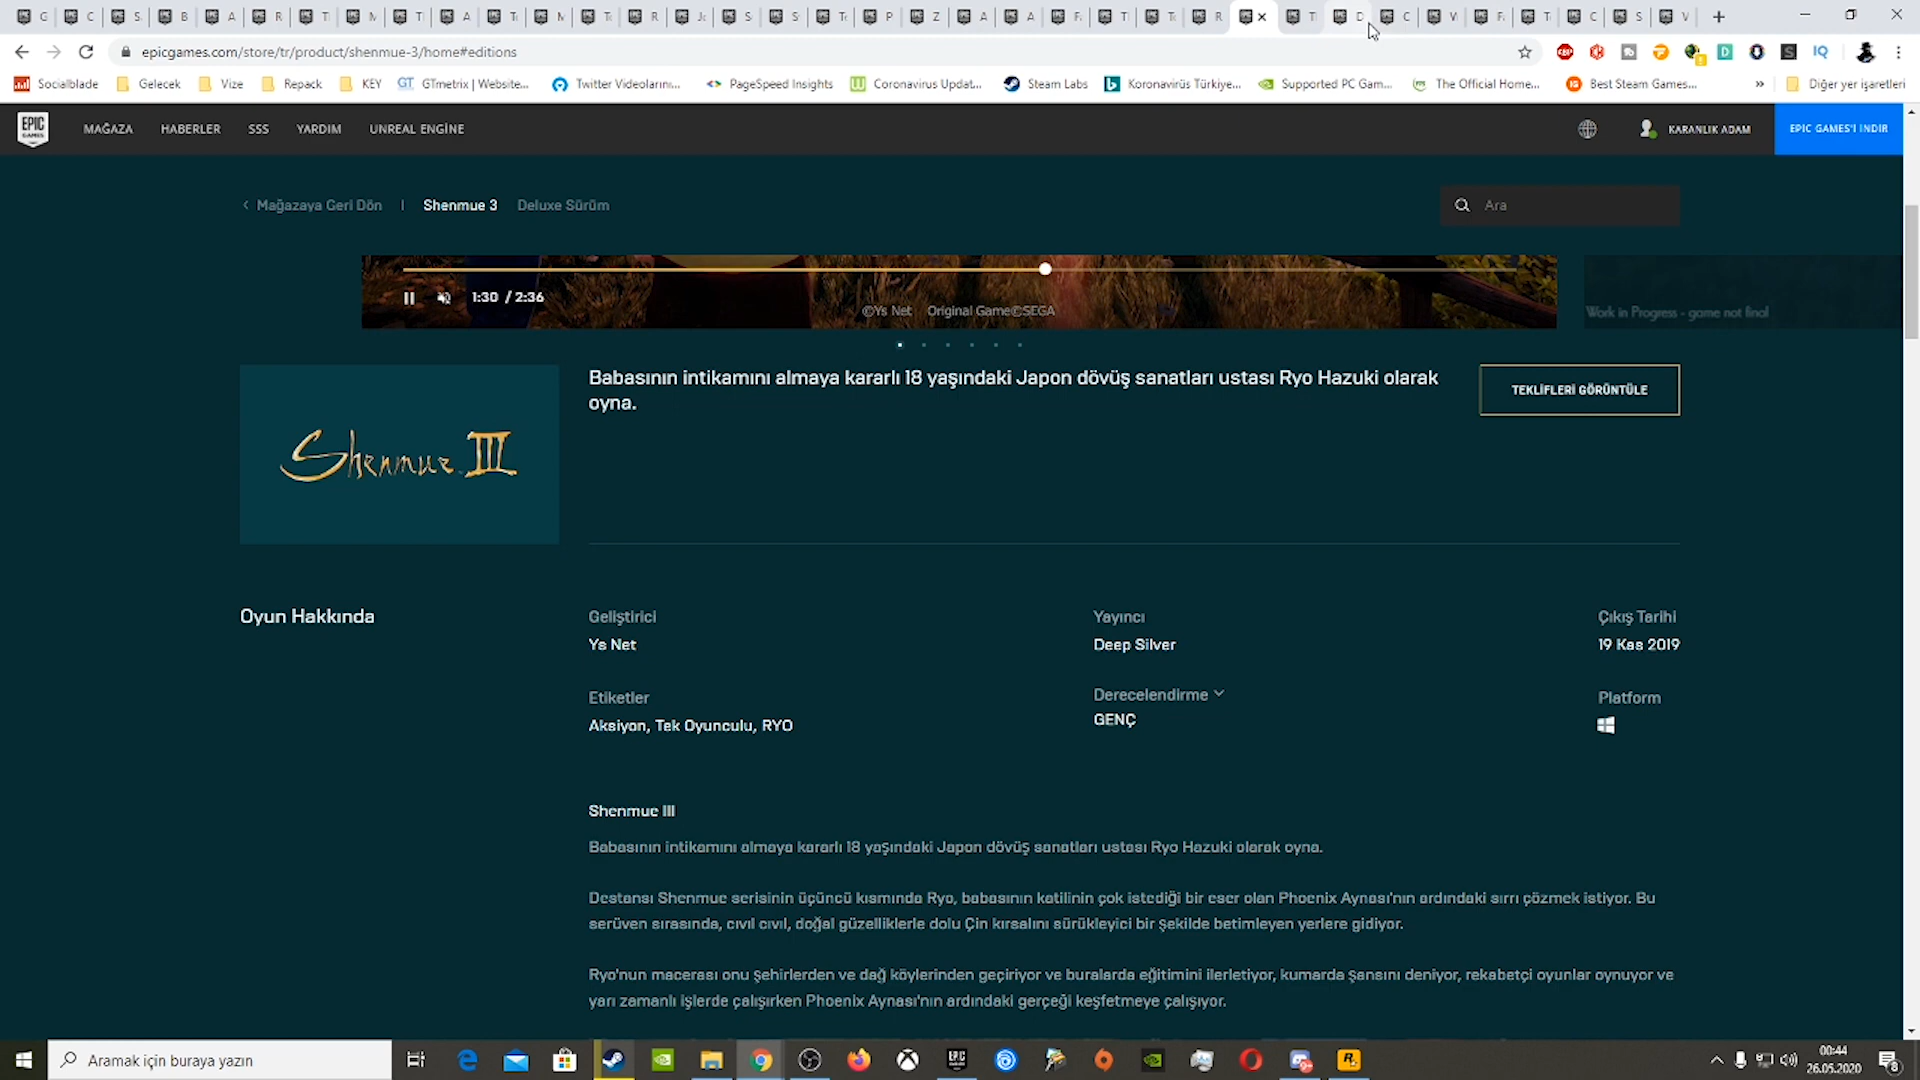 G C S B A R T M T A T M T R J S S T P Z A A F T T R T D C V F T C S V
epicgames.com/store/tr/product/shenmue-3/home#editions
Socialblade Gelecek Vize Repack KEY GTmetrix | Website... Twitter Videolarını... PageSpeed Insights Coronavirus Updat... Steam Labs Koronavirüs Türkiye... Supported PC Gam... The Official Home... Best Steam Games... » Diğer yer işaretleri
EPIC GAMES MAĞAZA HABERLER SSS YARDIM UNREAL ENGİNE KARANLIK ADAM EPIC GAMES'I INDIR
Mağazaya Geri Dön | Shenmue 3 Deluxe Sürüm Ara
1:30 / 2:36
©Ys Net Original Game©SEGA
Work in Progress - game not final
Babasının intikamını almaya kararlı 18 yaşındaki Japon dövüş sanatları ustası Ryo Hazuki olarak
oyna.
TEKLİFLERİ GÖRÜNTÜLE
Shenmue III
Oyun Hakkında
Geliştirici Yayıncı Çıkış Tarihi
Ys Net Deep Silver 19 Kas 2019
Etiketler Derecelendirme Platform
Aksiyon, Tek Oyunculu, RYO GENÇ
Shenmue III
Babasının intikamını almaya kararlı 18 yaşındaki Japon dövüş sanatları ustası Ryo Hazuki olarak oyna.
Destansı Shenmue serisinin üçüncü kısmında Ryo, babasının katilinin çok istediği bir eser olan Phoenix Aynası'nın ardındaki sırrı çözmek istiyor. Bu
serüven sırasında, cıvıl cıvıl, doğal güzelliklerle dolu Çin kırsalını sürükleyici bir şekilde betimleyen yerlere gidiyor.
Ryo'nun macerası onu şehirlerden ve dağ köylerinden geçiriyor ve buralarda eğitimini ilerletiyor, kumarda şansını deniyor, rekabetçi oyunlar oynuyor ve
yarı zamanlı işlerde çalışırken Phoenix Aynası'nın ardındaki gerçeği keşfetmeye çalışıyor.
Aramak için buraya yazın
00:44
26.05.2020
8